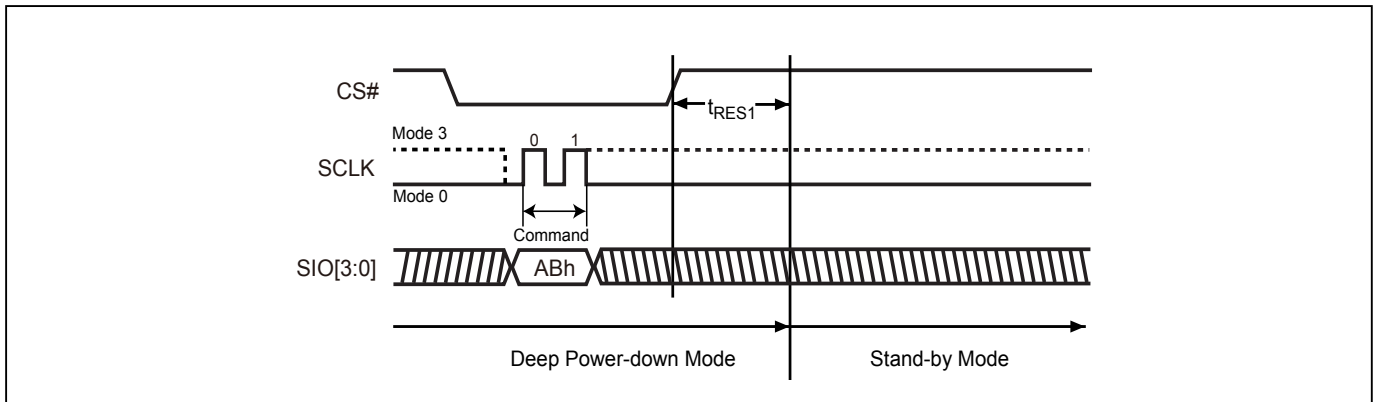 CS#
tRES1
Mode 3
0 1
SCLK
Mode 0
Command
SIO[3:0]
ABh
Deep Power-down Mode
Stand-by Mode